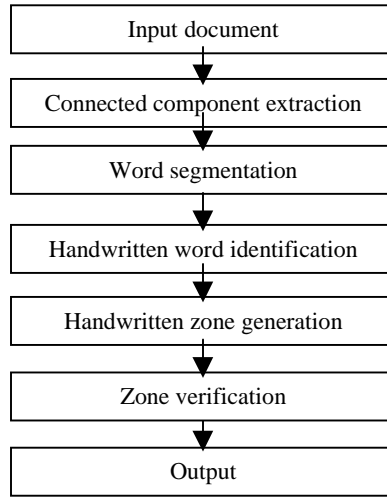 Input document
Connected component extraction
Word segmentation
Handwritten word identification
Handwritten zone generation
Zone verification
Output